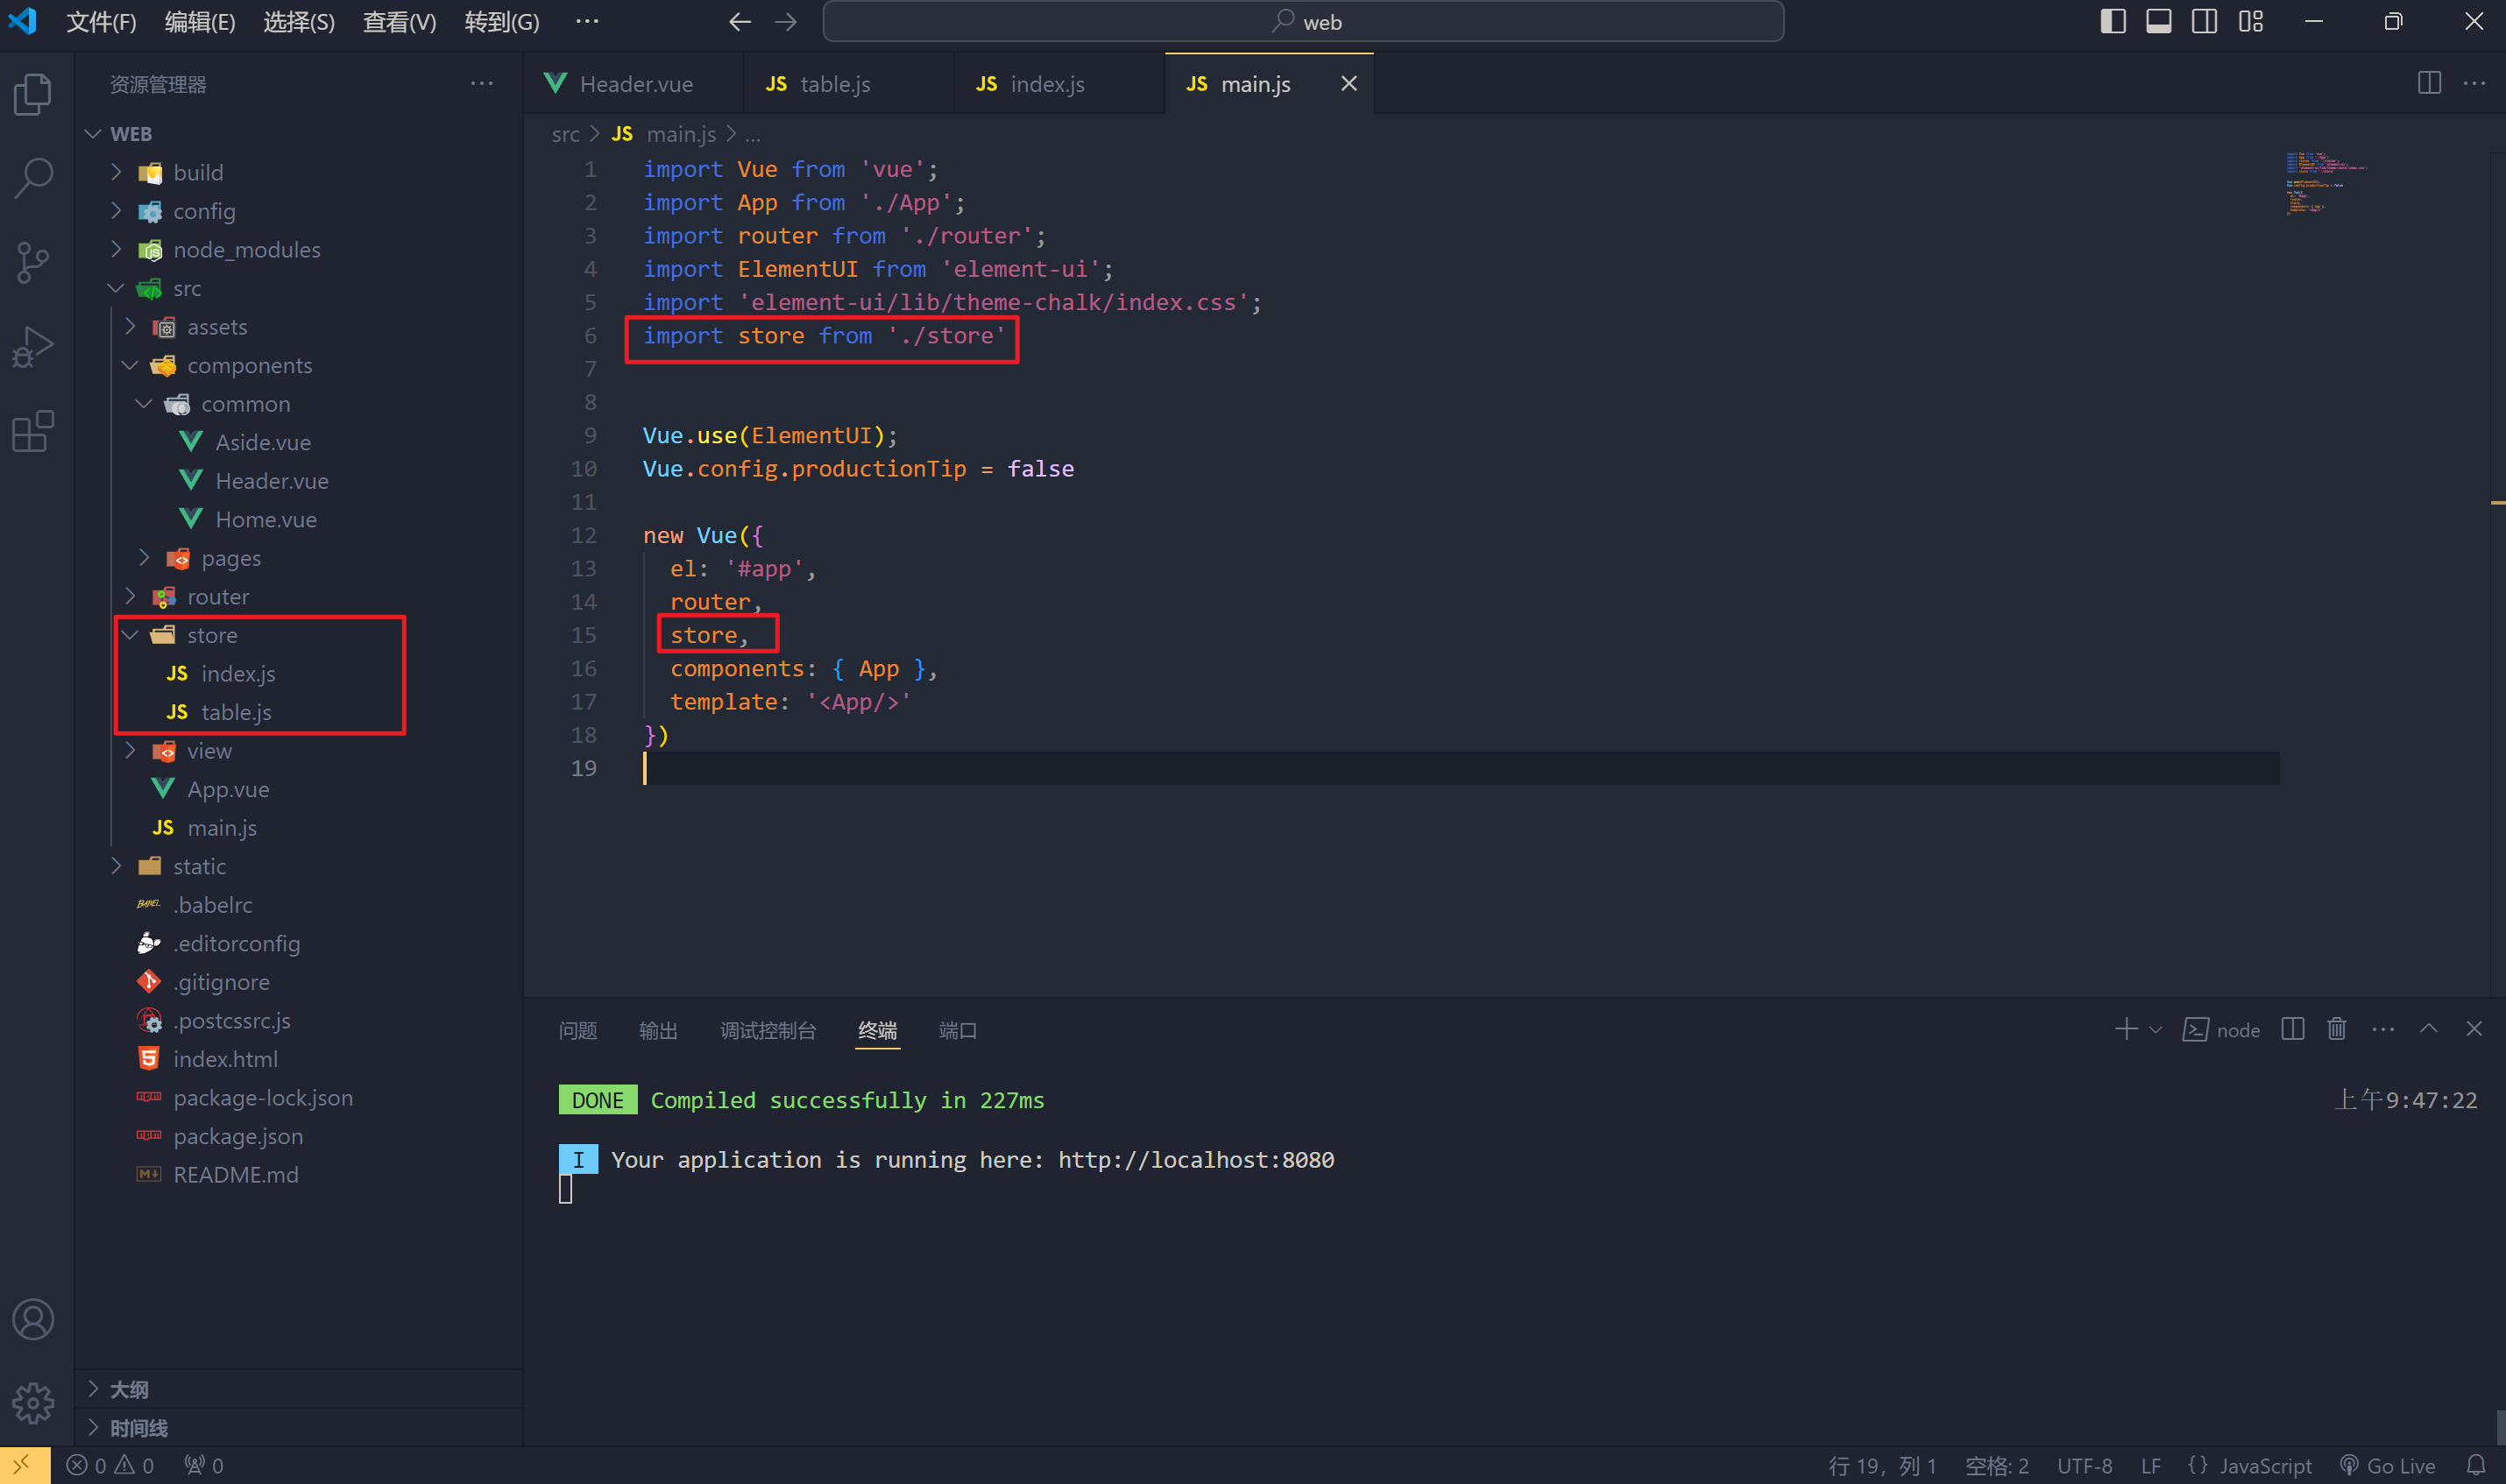 文件(F) 编辑(E) 选择(S) 查看(V) 转到(G) ··· web
资源管理器
WEB
build
config
node_modules
src
assets
components
common
Aside.vue
Header.vue
Home.vue
pages
router
store
index.js
table.js
view
App.vue
main.js
static
.babelrc
.editorconfig
.gitignore
.postcssrc.js
index.html
package-lock.json
package.json
README.md
大纲
时间线
Header.vue JS table.js JS index.js JS main.js
src > JS main.js > ...
1 import Vue from 'vue';
2 import App from './App';
3 import router from './router';
4 import ElementUI from 'element-ui';
5 import 'element-ui/lib/theme-chalk/index.css';
6 import store from './store'
7
8
9 Vue.use(ElementUI);
10 Vue.config.productionTip = false
11
12 new Vue({
13 el: '#app',
14 router,
15 store,
16 components: { App },
17 template: '<App/>'
18 })
19
问题 输出 调试控制台 终端 端口 node
DONE Compiled successfully in 227ms 上午9:47:22
I Your application is running here: http://localhost:8080
0 0 0 行 19，列 1 空格: 2 UTF-8 LF {} JavaScript Go Live